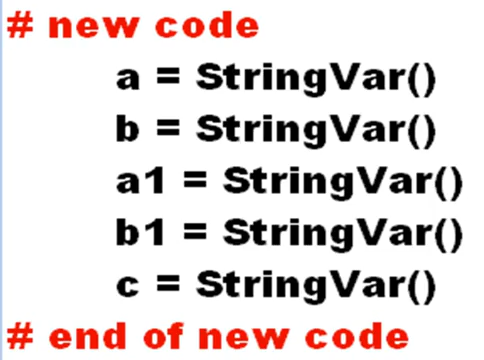 # new code
a = StringVar()
b = StringVar()
a1 = StringVar()
b1 = StringVar()
c = StringVar()
# end of new code